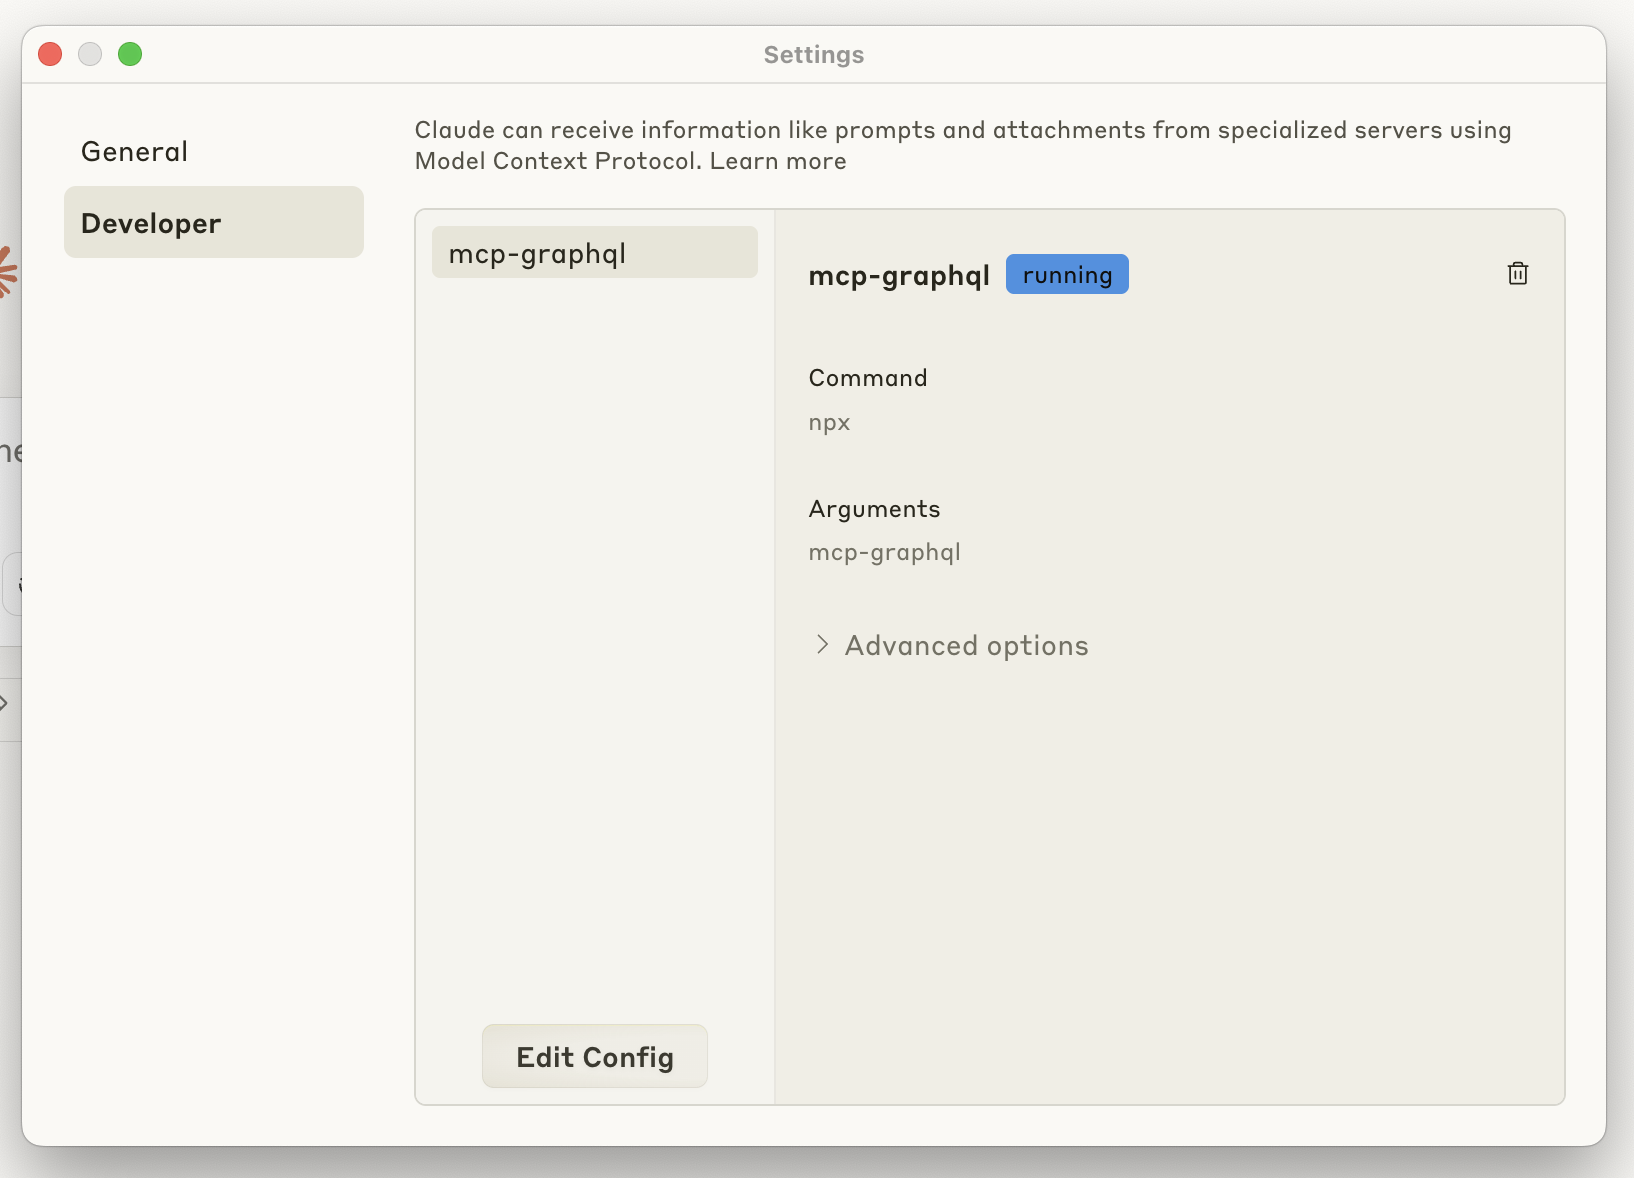 Settings
General
Developer
Claude can receive information like prompts and attachments from specialized servers using
Model Context Protocol. Learn more
mcp-graphql
mcp-graphql running
Command
npx
Arguments
mcp-graphql
Advanced options
Edit Config